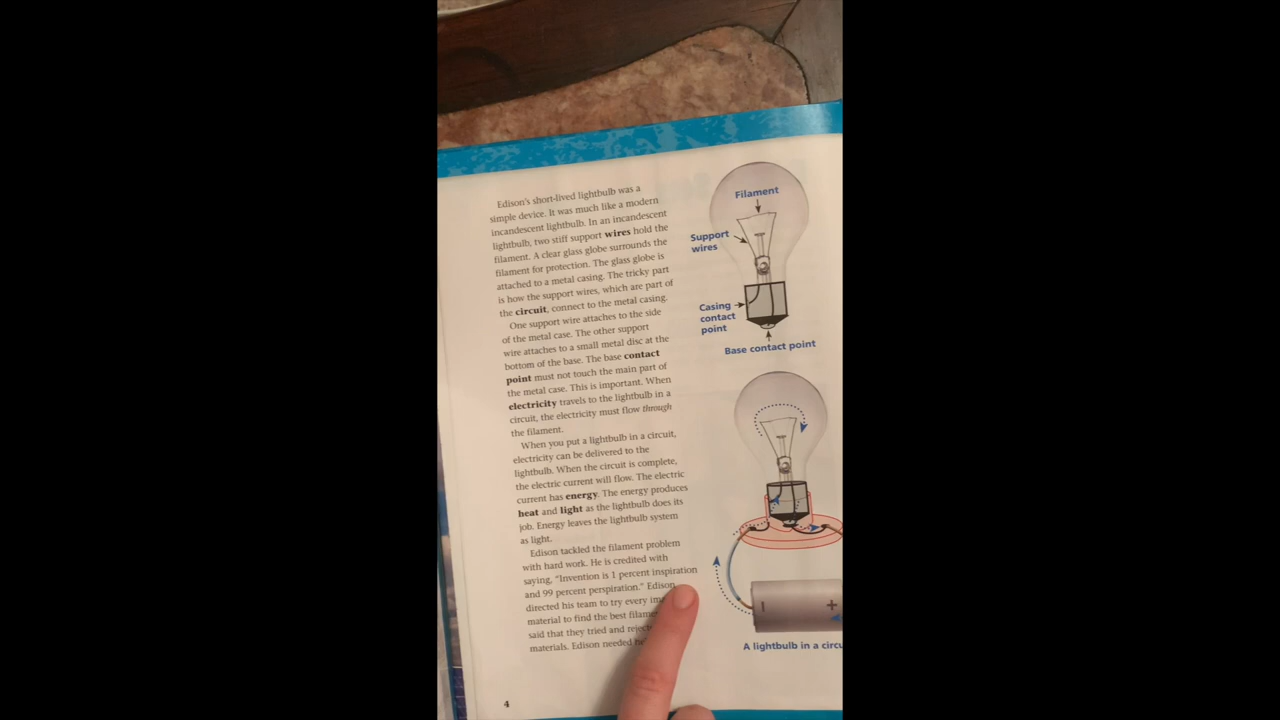 Edison's short-lived lightbulb was a
simple device. It was much like a modern
incandescent lightbulb. In an incandescent
lightbulb, two stiff support wires hold the
filament. A clear glass globe surrounds the
filament for protection. The glass globe is
attached to a metal casing. The tricky part
is how the support wires, which are part of
the circuit, connect to the metal casing.
One support wire attaches to the side
of the metal case. The other support
wire attaches to a small metal disc at the
bottom of the base. The base contact
point must not touch the main part of
the metal case. This is important. When
electricity travels to the lightbulb in a
circuit, the electricity must flow through
the filament.
When you put a lightbulb in a circuit,
electricity can be delivered to the
lightbulb. When the circuit is complete,
the electric current will flow. The electric
current has energy. The energy produces
heat and light as the lightbulb does its
job. Energy leaves the lightbulb system
as light.
Edison tackled the filament problem
with hard work. He is credited with
saying, "Invention is 1 percent inspiration
and 99 percent perspiration." Edison
directed his team to try every
material to find the best
said that they tried and
materials. Edison needed
4
Filament
Support
wires
Casing
contact
point
Base contact point
+
A lightbulb in a